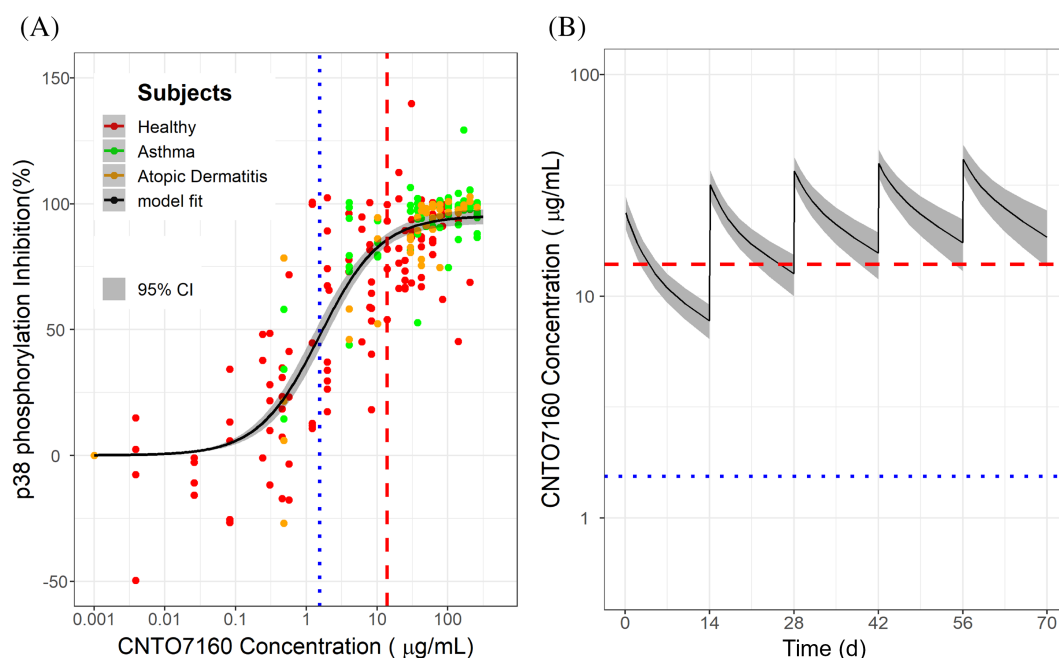 (A)
150
100
50
0
-50
p38 phosphorylation Inhibition(%)
Subjects
Healthy
Asthma
Atopic Dermatitis
model fit
95% CI
0.001 0.01 0.1 1 10 100
CNTO7160 Concentration ( μg/mL)
(B)
100
10
1
CNTO7160 Concentration ( μg/mL)
0 14 28 42 56 70
Time (d)